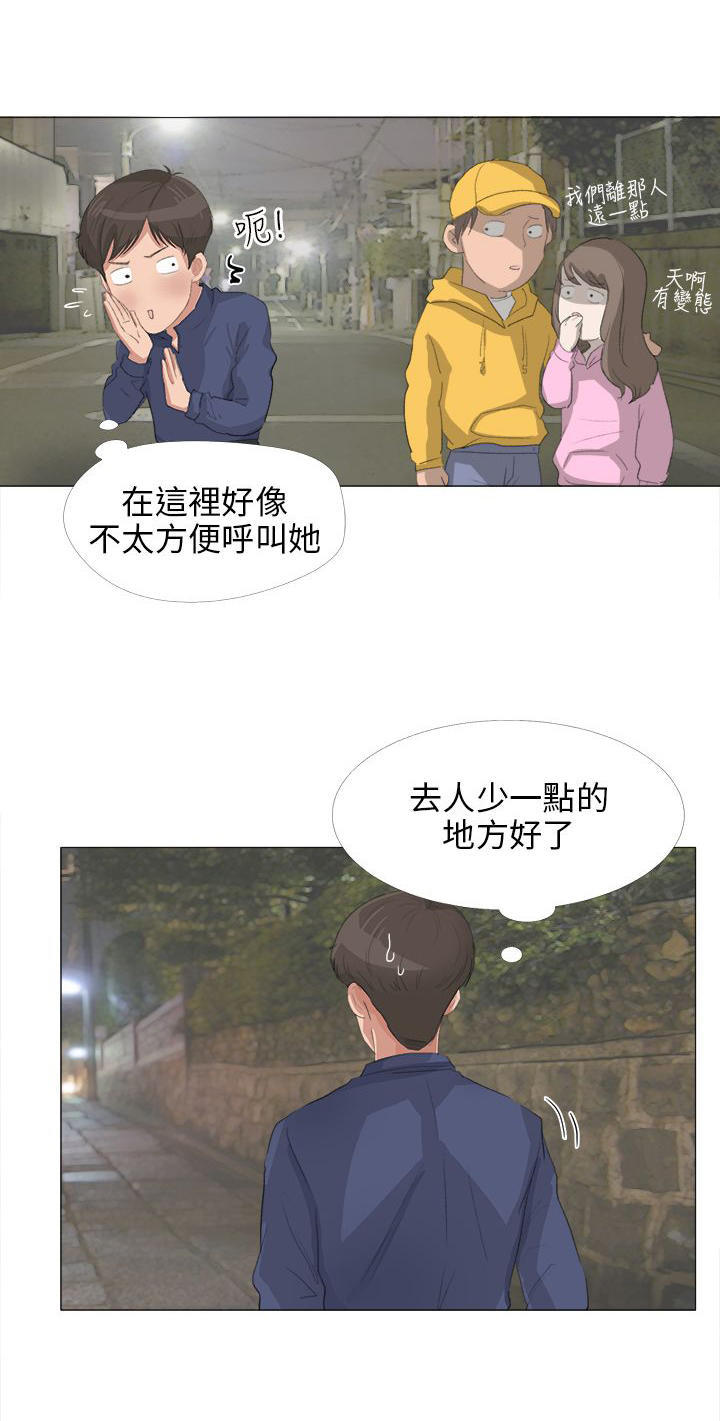 呃!
我們離那人
遠一點
天啊
有變態
在這裡好像
不太方便呼叫她
去人少一點的
地方好了